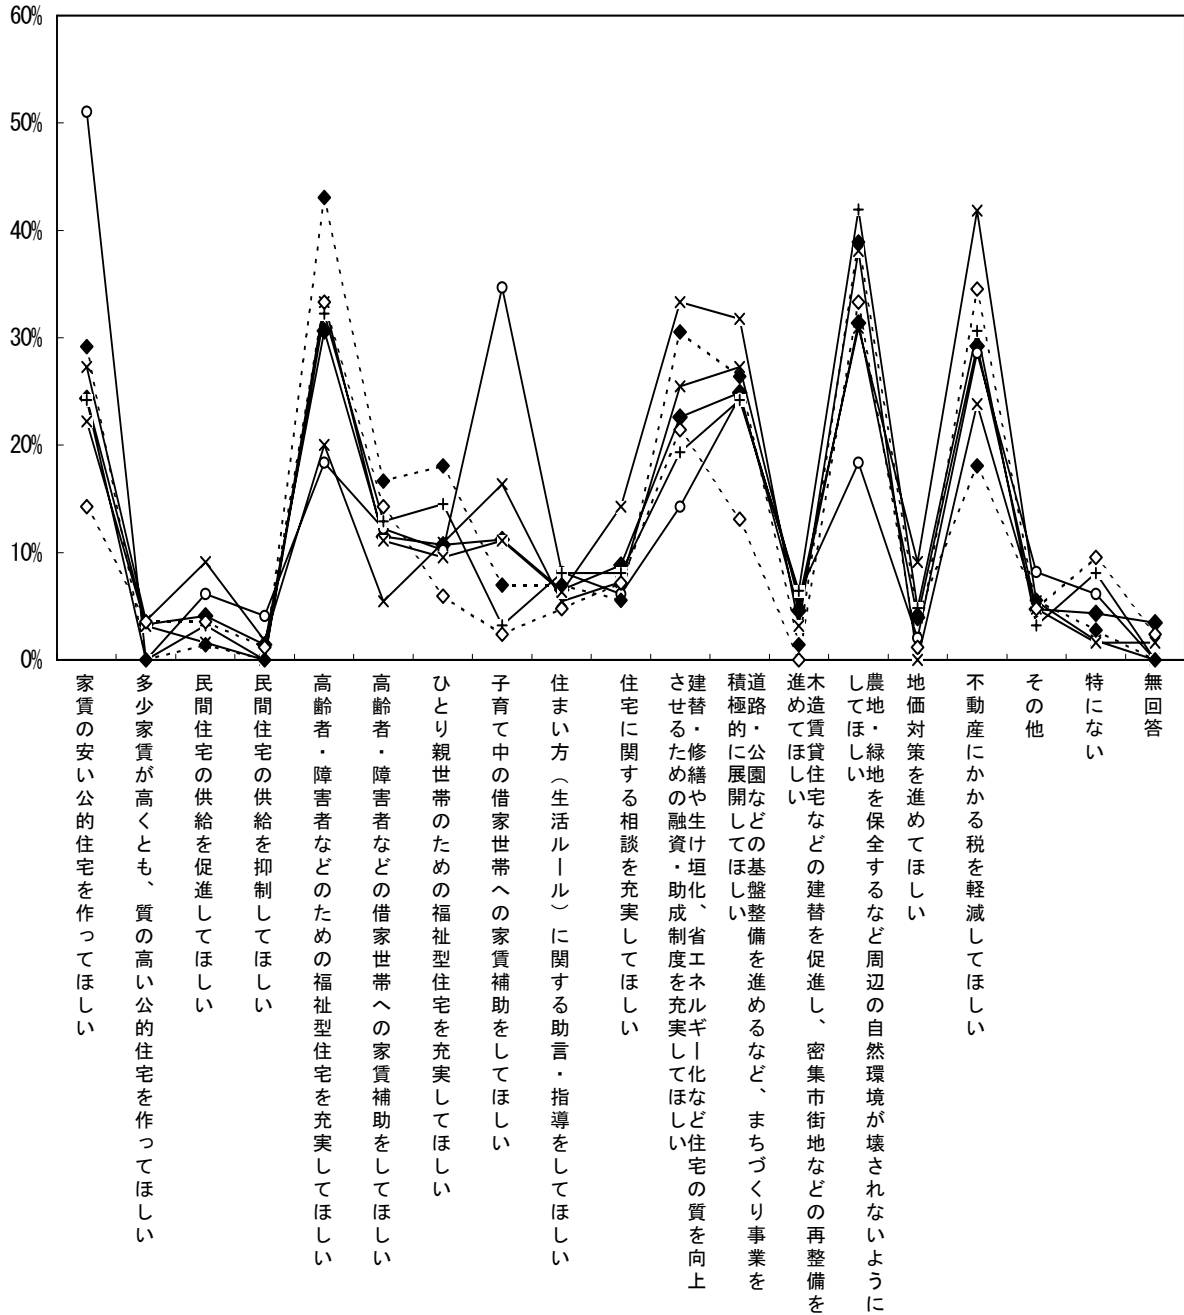 60%
50%
40%
30%
20%
10%
0%
家賃の安い公的住宅を作ってほしい
多少家賃が高くとも、質の高い公的住宅を作ってほしい
民間住宅の供給を促進してほしい
民間住宅の供給を抑制してほしい
高齢者・障害者などのための福祉型住宅を充実してほしい
高齢者・障害者などの借家世帯への家賃補助をしてほしい
ひとり親世帯のための福祉型住宅を充実してほしい
子育て中の借家世帯への家賃補助をしてほしい
住まい方（生活ルール）に関する助言・指導をしてほしい
住宅に関する相談を充実してほしい
建替・修繕や生け垣化、省エネルギー化など住宅の質を向上
させるための融資・助成制度を充実してほしい
道路・公園などの基盤整備を進めるなど、まちづくり事業を
積極的に展開してほしい
木造賃貸住宅などの建替を促進し、密集市街地などの再整備を
進めてほしい
農地・緑地を保全するなど周辺の自然環境が壊されないように
してほしい
地価対策を進めてほしい
不動産にかかる税を軽減してほしい
その他
特にない
無回答